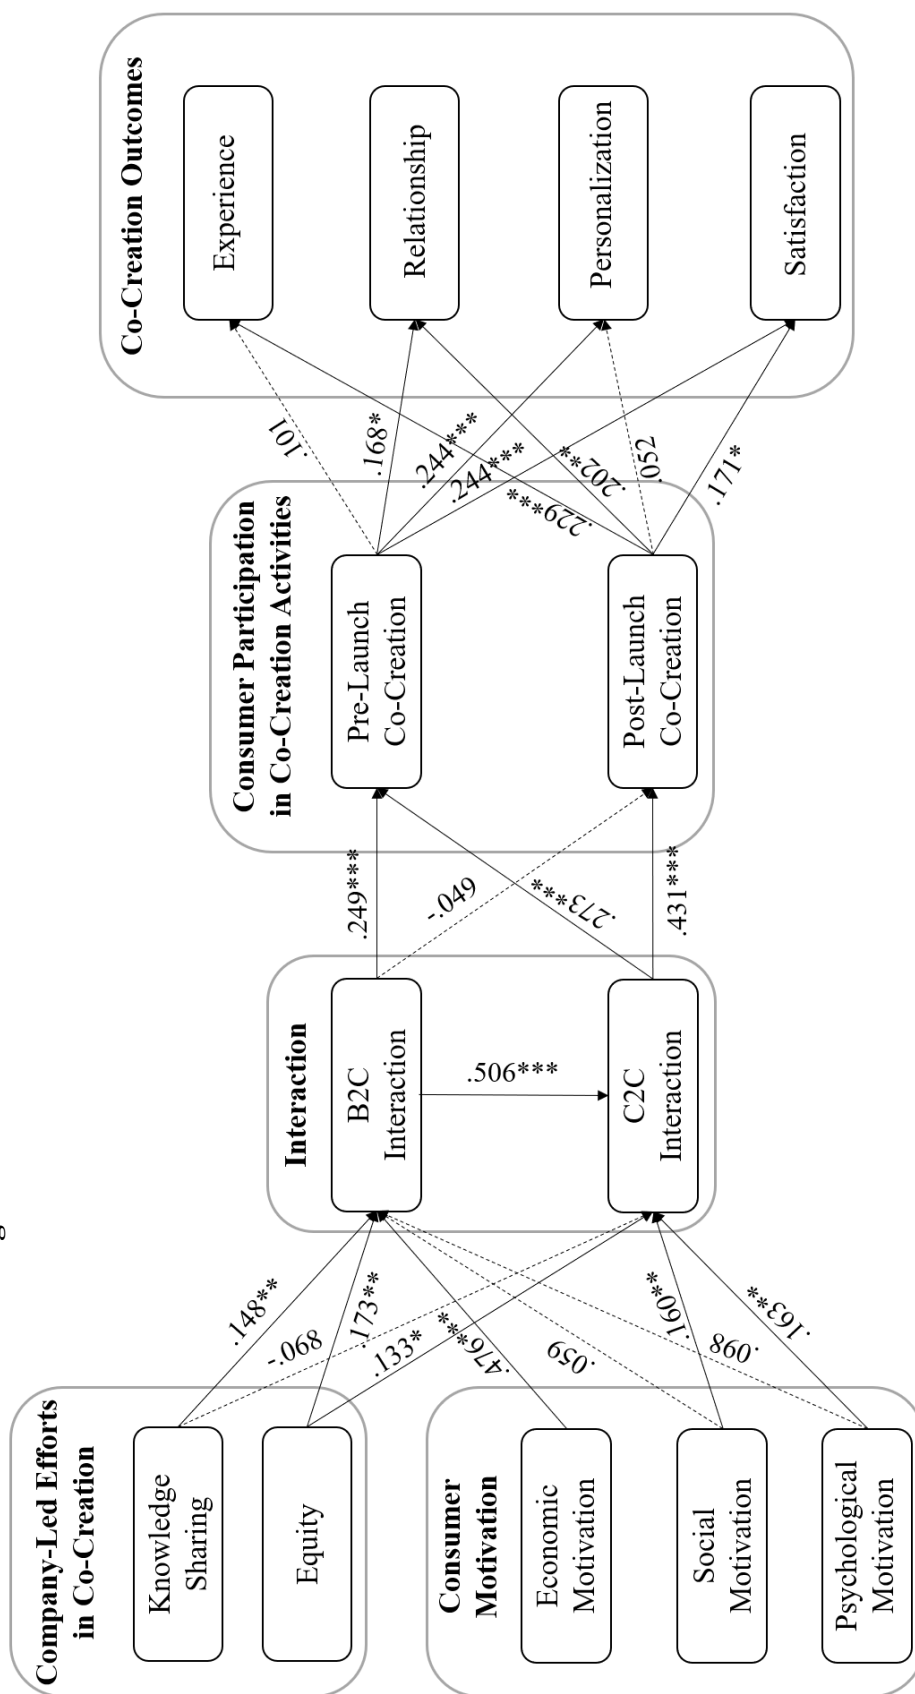 Company-Led Efforts
in Co-Creation
Knowledge
Sharing
Equity
Consumer
Motivation
Economic
Motivation
Social
Motivation
Psychological
Motivation
.148**
-.068
.173**
.133*
.476***
.059
.160**
.098
.163**
Interaction
B2C
Interaction
.506***
C2C
Interaction
.249***
-.049
.273***
.431***
Consumer Participation
in Co-Creation Activities
Pre-Launch
Co-Creation
Post-Launch
Co-Creation
.101
.168*
.244***
.244***
.229***
.202**
.052
.171*
Co-Creation Outcomes
Experience
Relationship
Personalization
Satisfaction